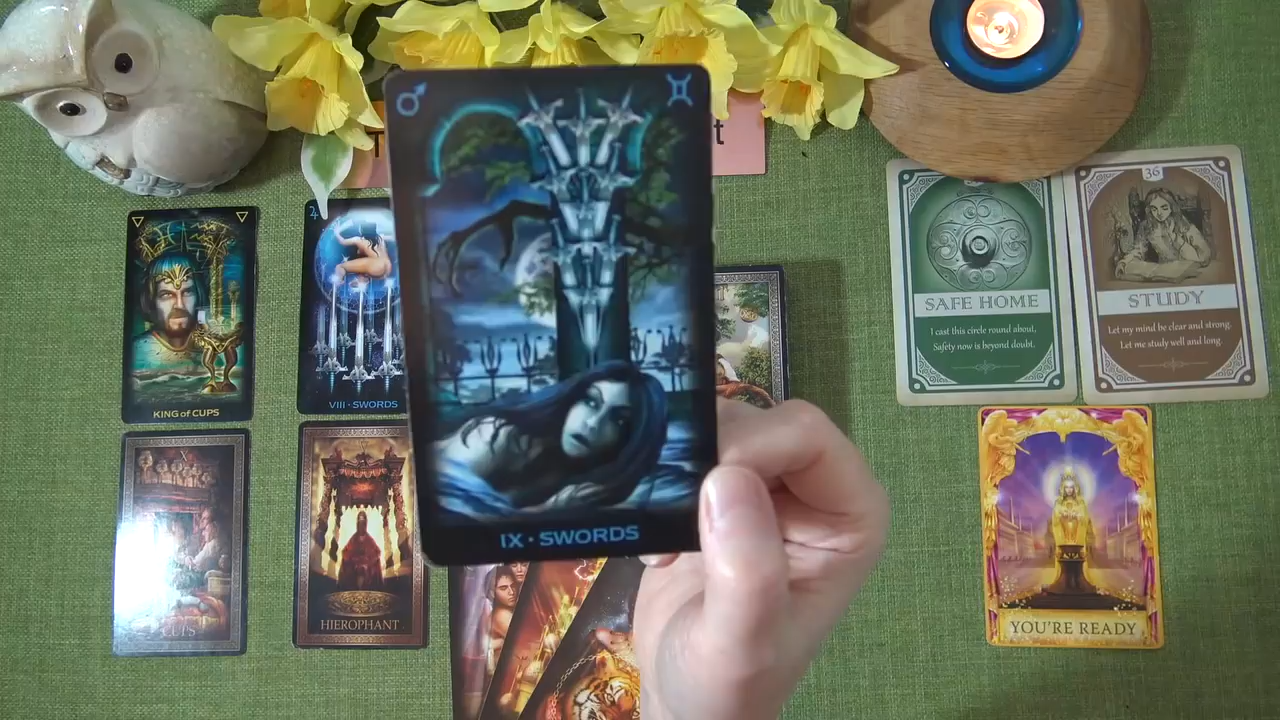 T
t
IX · SWORDS
KING of CUPS
VIII · SWORDS
CUPS
HIEROPHANT
SAFE HOME
I cast this circle round about,
Safety now is beyond doubt.
36
STUDY
Let my mind be clear and strong.
Let me study well and long.
YOU'RE READY